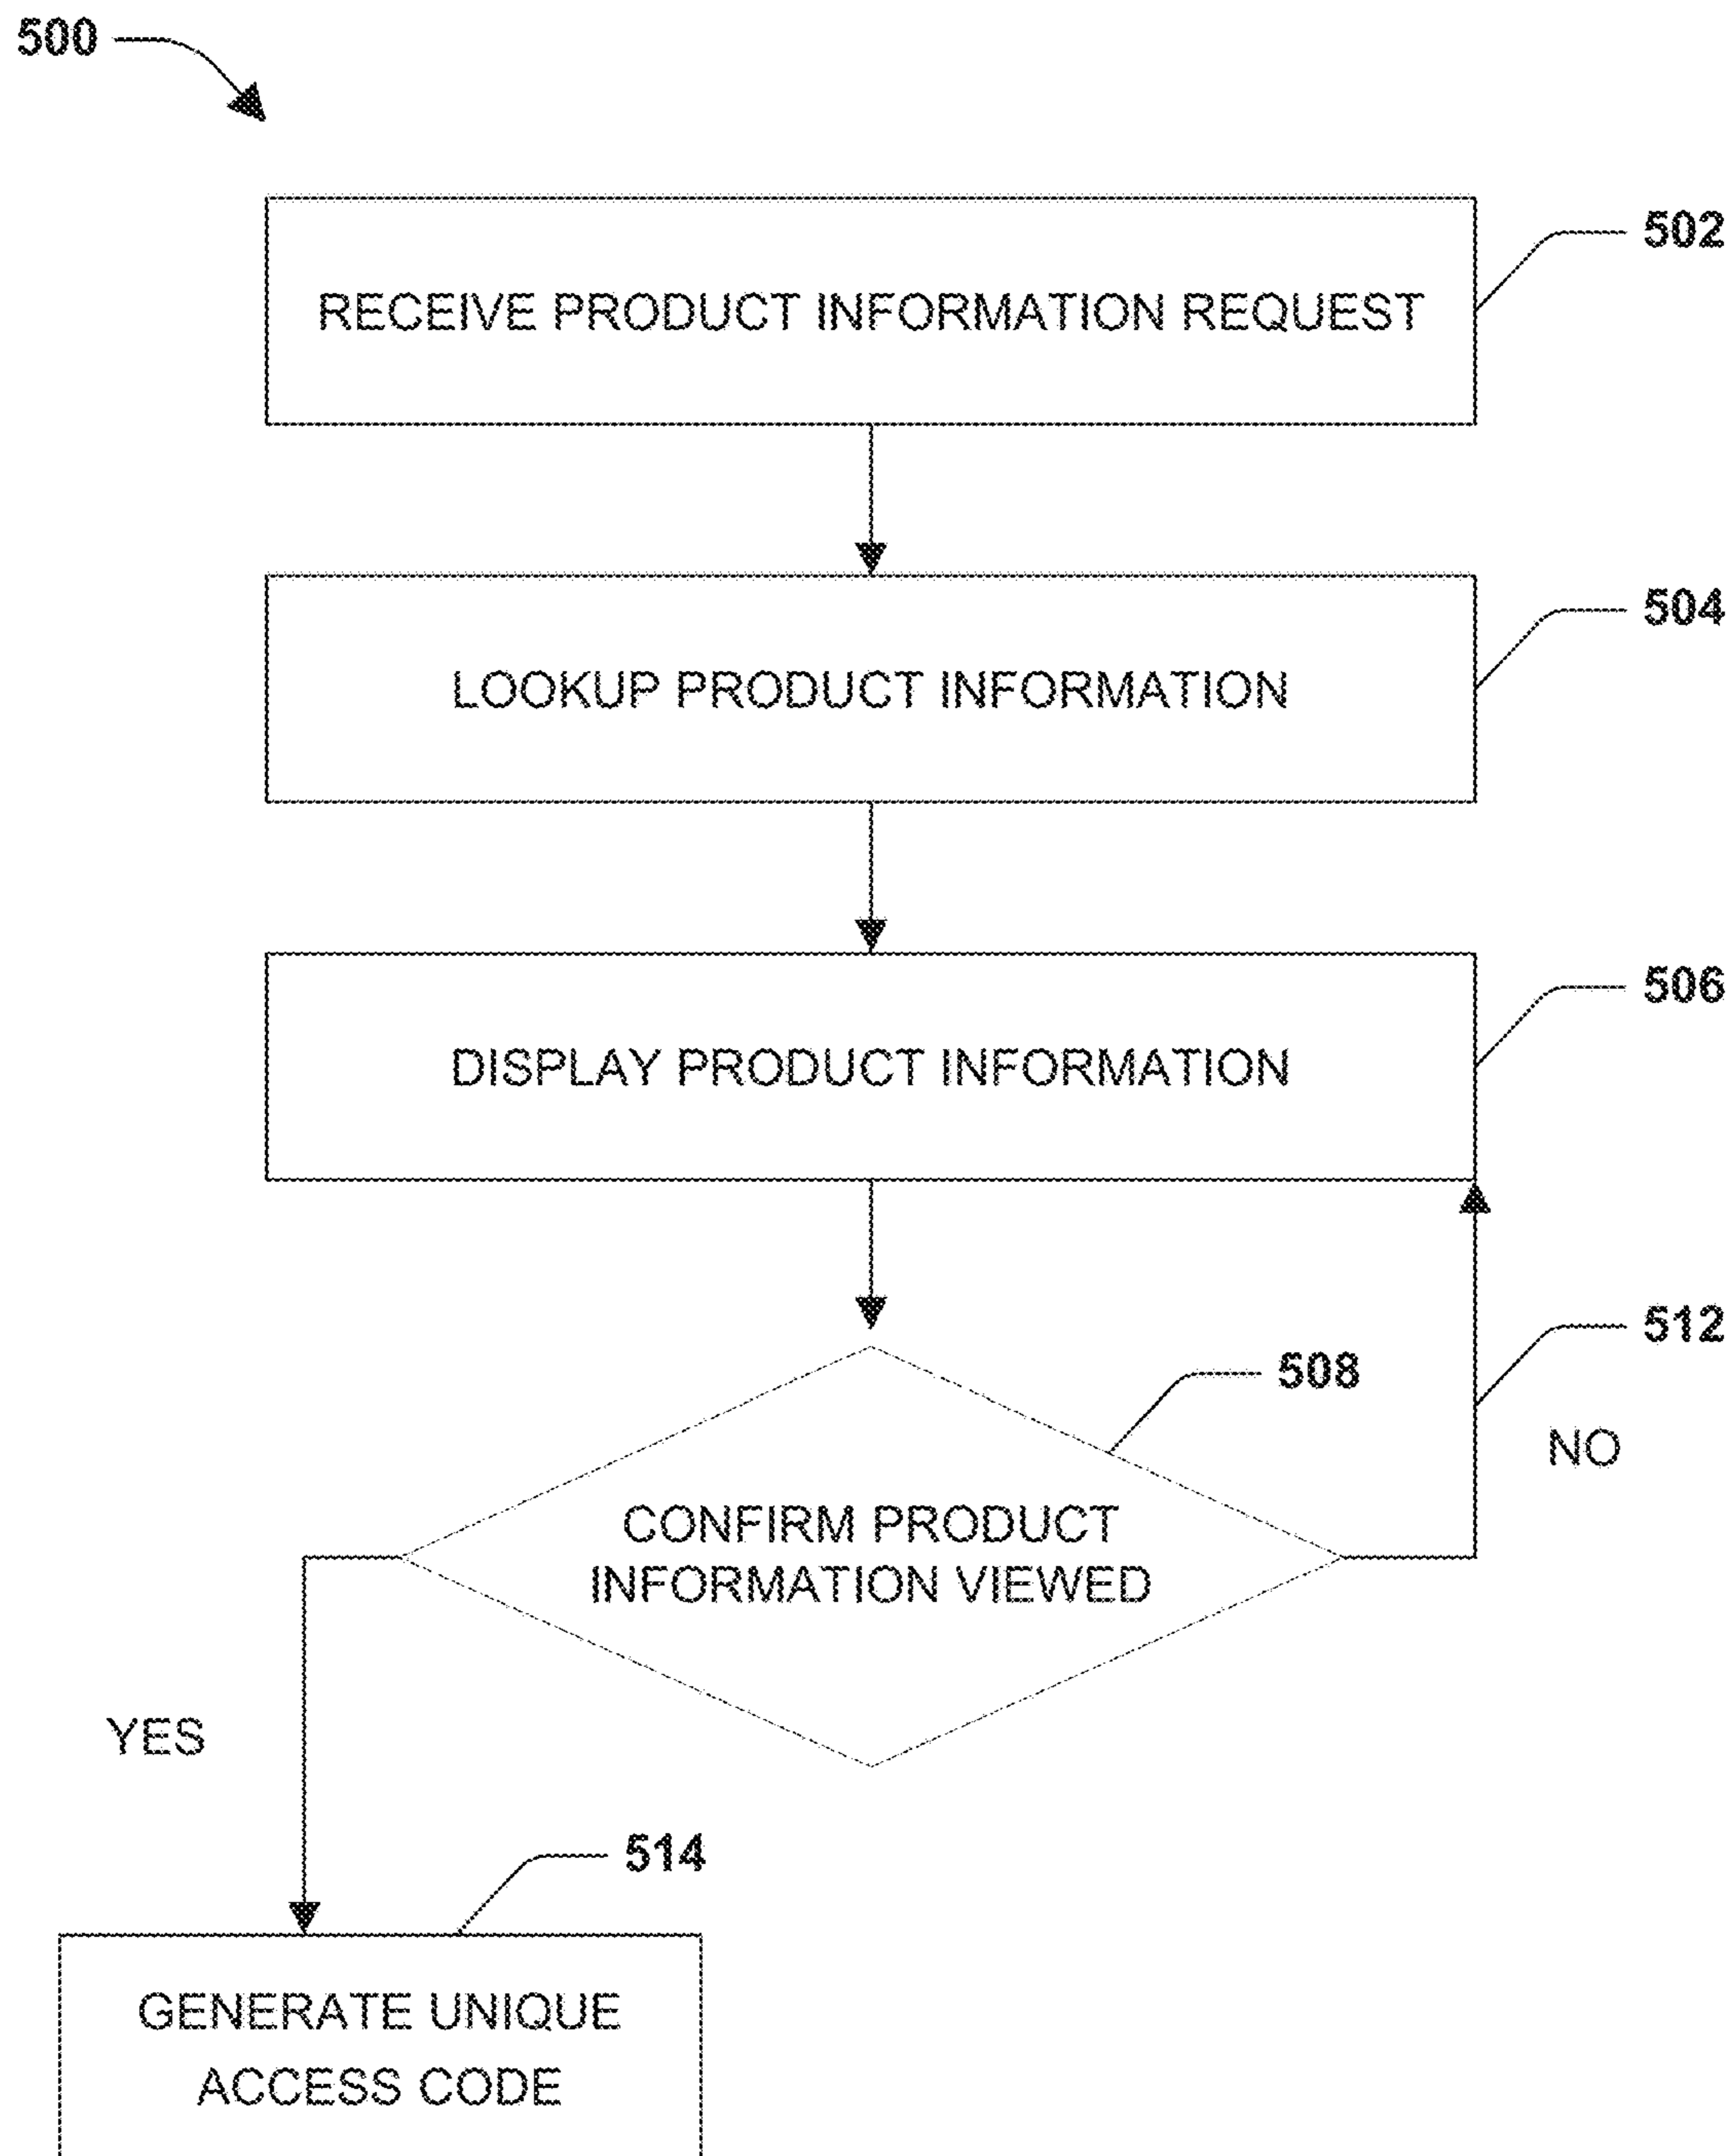 500
502
RECEIVE PRODUCT INFORMATION REQUEST
504
LOOKUP PRODUCT INFORMATION
506
DISPLAY PRODUCT INFORMATION
512
508
NO
CONFIRM PRODUCT
INFORMATION VIEWED
YES
514
GENERATE UNIQUE
ACCESS CODE